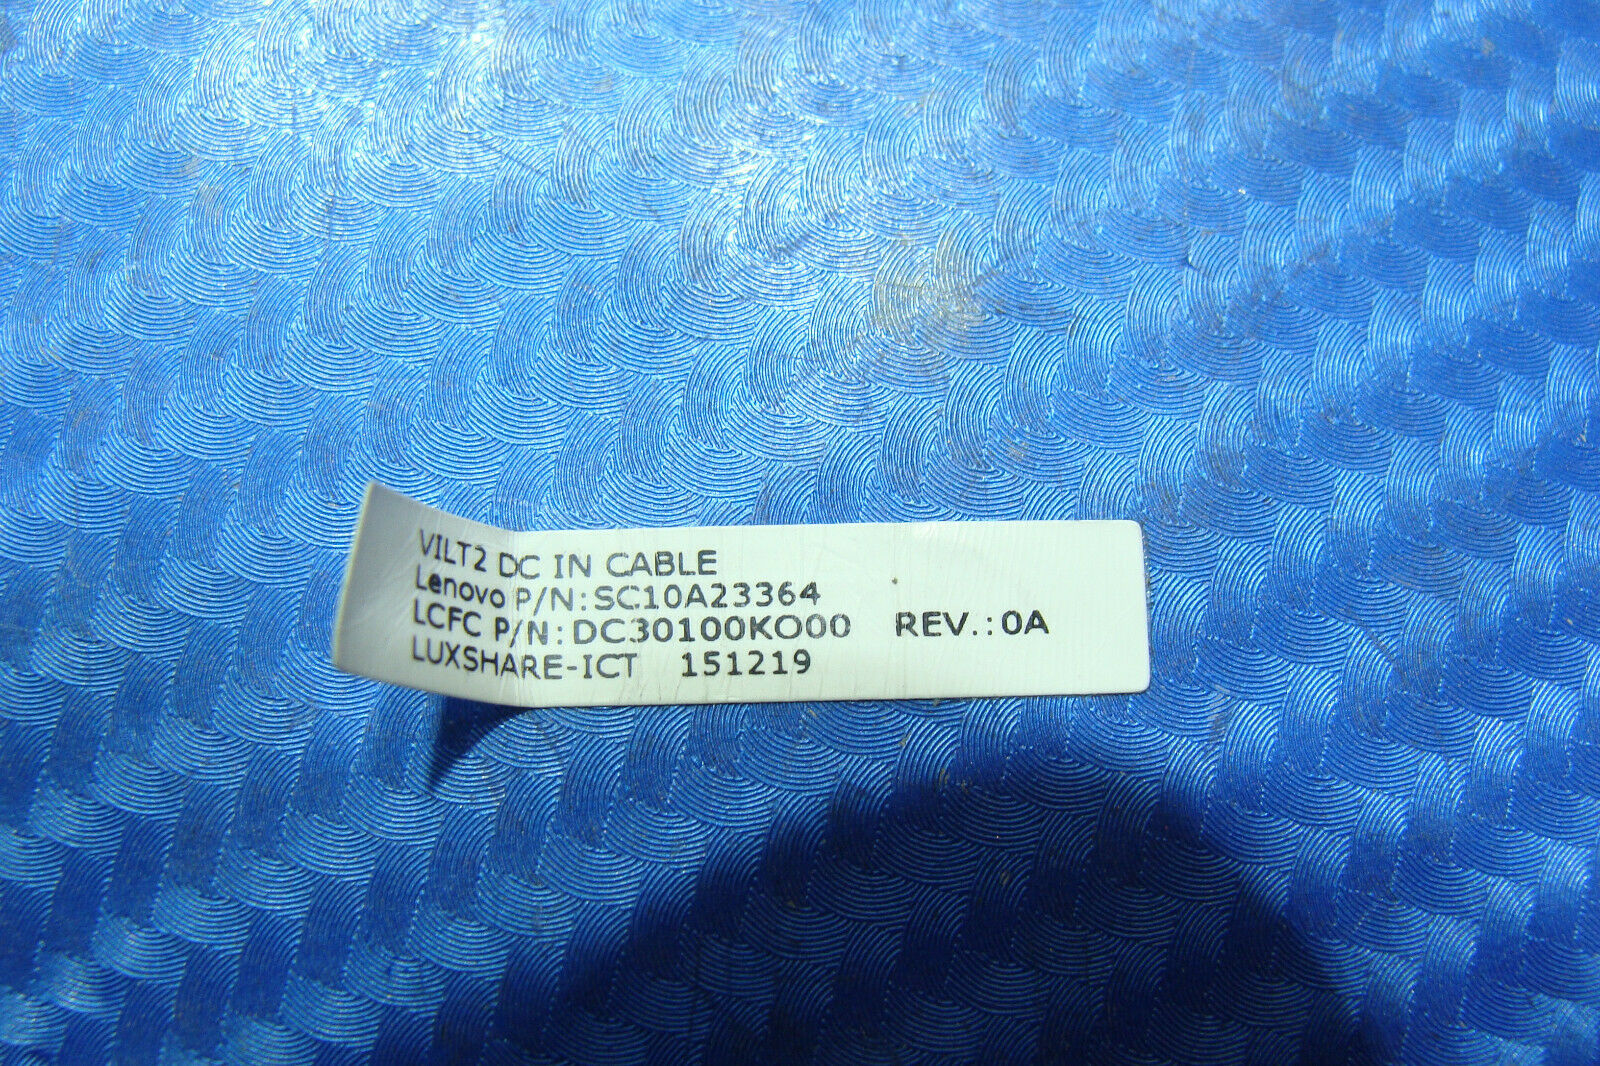 VILT2 DC IN CABLE
Lenovo P/N:SC10A23364
LCFC P/N:DC30100KO00 REV.:0A
LUXSHARE-ICT 151219